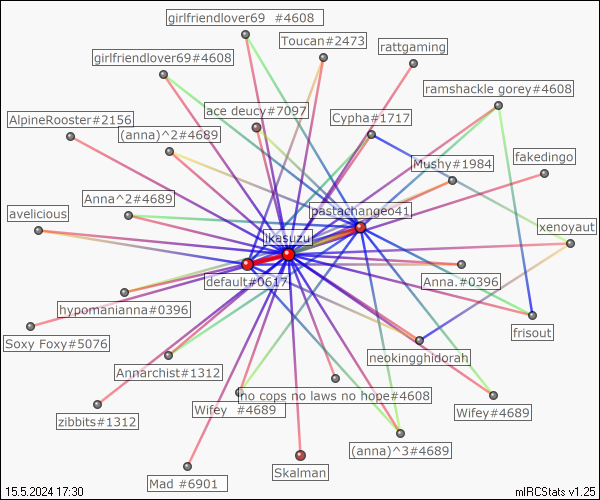 girlfriendlover69  #4608
Toucan#2473
rattgaming
girlfriendlover69#4608
ramshackle gorey#4608
ace deucy#7097
Cypha#1717
AlpineRooster#2156
(anna)^2#4689
Mushy#1984
fakedingo
Anna^2#4689
pastachangeo41
avelicious
xenoyaut
ikasuzu
default#0617
Anna.#0396
hypomanianna#0396
frisout
Soxy Foxy#5076
neokingghidorah
Annarchist#1312
no cops no laws no hope#4608
Wifey  #4689
Wifey#4689
zibbits#1312
(anna)^3#4689
Skalman
Mad #6901
15.5.2024 17:30
mIRCStats v1.25